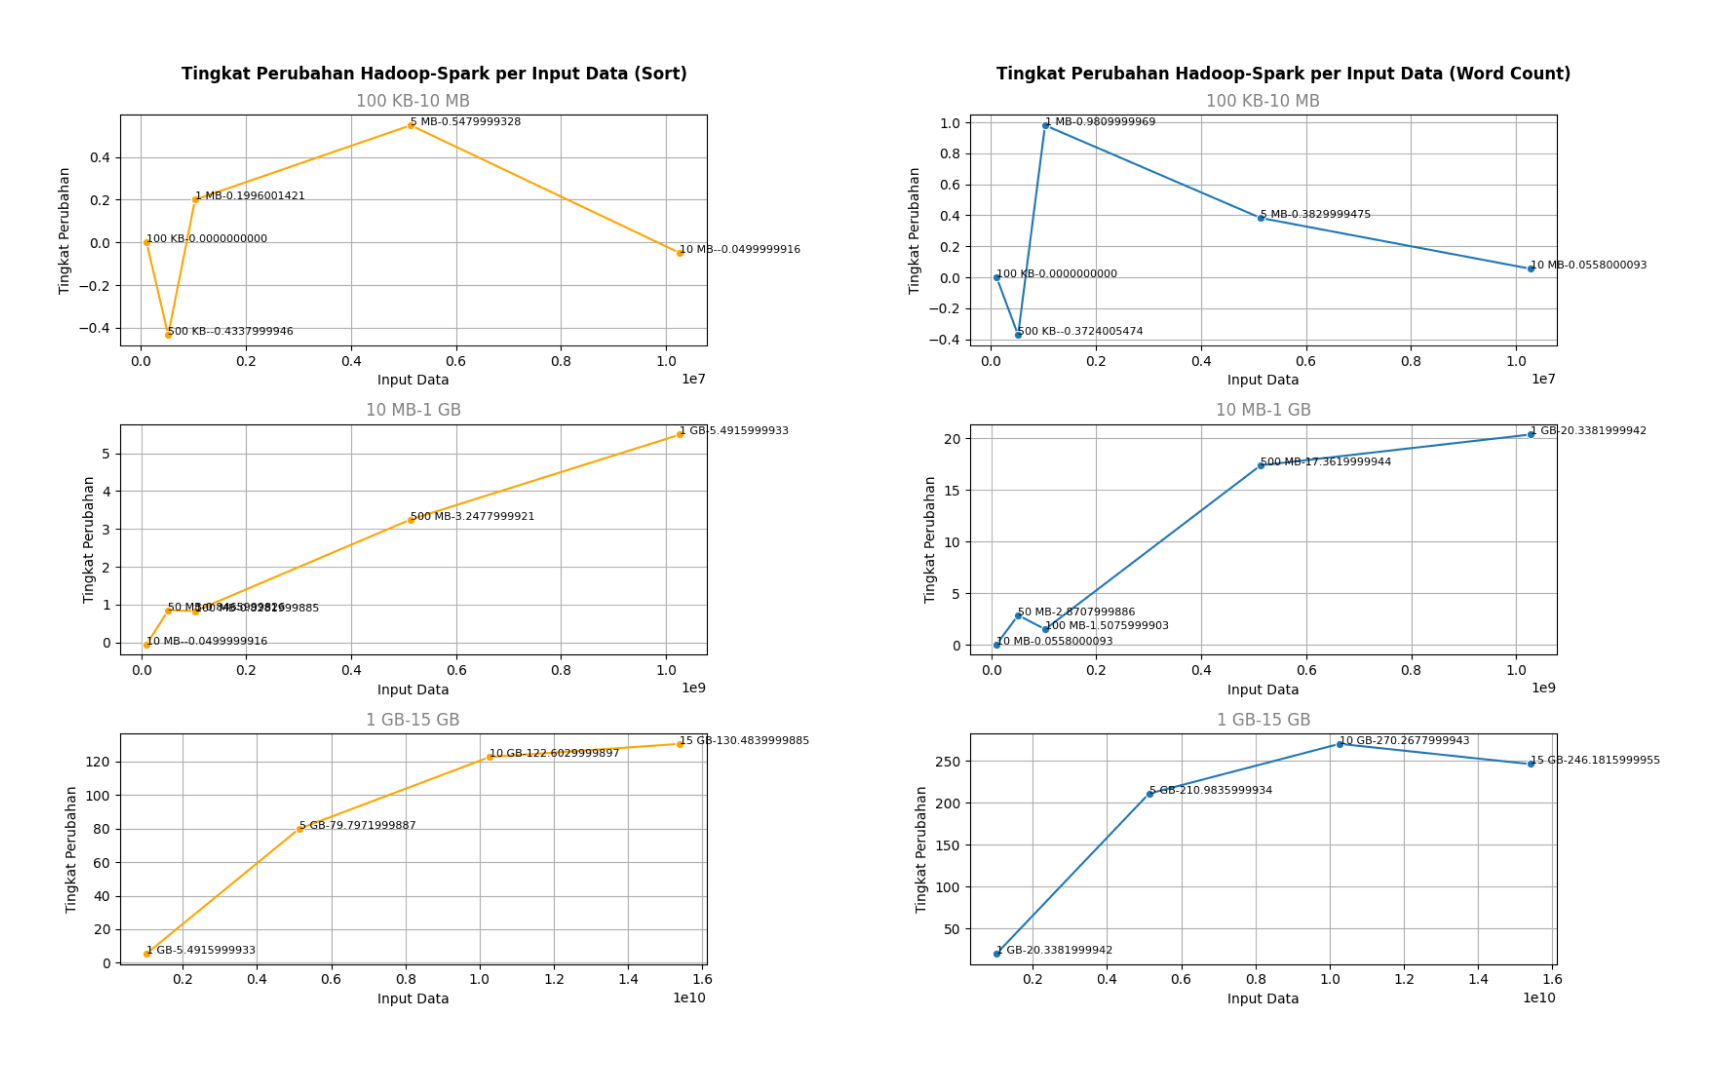 Tingkat Perubahan Hadoop-Spark per Input Data (Sort)
100 KB-10 MB
Tingkat Perubahan
0.4
0.2
0.0
−0.2
−0.4
100 KB-0.0000000000
500 KB--0.4337999946
1 MB-0.1996001421
5 MB-0.5479999328
10 MB--0.0499999916
0.0 0.2 0.4 0.6 0.8 1.0
1e7
Input Data
10 MB-1 GB
Tingkat Perubahan
5
4
3
2
1
0
10 MB--0.0499999916
50 MB-
500 MB-3.2477999921
1 GB-5.4915999933
0.0 0.2 0.4 0.6 0.8 1.0
1e9
Input Data
1 GB-15 GB
Tingkat Perubahan
120
100
80
60
40
20
0
1 GB-5.4915999933
5 GB-79.7971999887
10 GB-122.6029999897
15 GB-130.4839999885
0.2 0.4 0.6 0.8 1.0 1.2 1.4 1.6
1e10
Input Data
Tingkat Perubahan Hadoop-Spark per Input Data (Word Count)
100 KB-10 MB
Tingkat Perubahan
1.0
0.8
0.6
0.4
0.2
0.0
−0.2
−0.4
100 KB-0.0000000000
500 KB--0.3724005474
1 MB-0.9809999969
5 MB-0.3829999475
10 MB-0.0558000093
0.0 0.2 0.4 0.6 0.8 1.0
1e7
Input Data
10 MB-1 GB
Tingkat Perubahan
20
15
10
5
0
10 MB-0.0558000093
50 MB-2.8707999886
100 MB-1.5075999903
500 MB-17.3619999944
1 GB-20.3381999942
0.0 0.2 0.4 0.6 0.8 1.0
1e9
Input Data
1 GB-15 GB
Tingkat Perubahan
250
200
150
100
50
1 GB-20.3381999942
5 GB-210.9835999934
10 GB-270.2677999943
15 GB-246.1815999955
0.2 0.4 0.6 0.8 1.0 1.2 1.4 1.6
1e10
Input Data